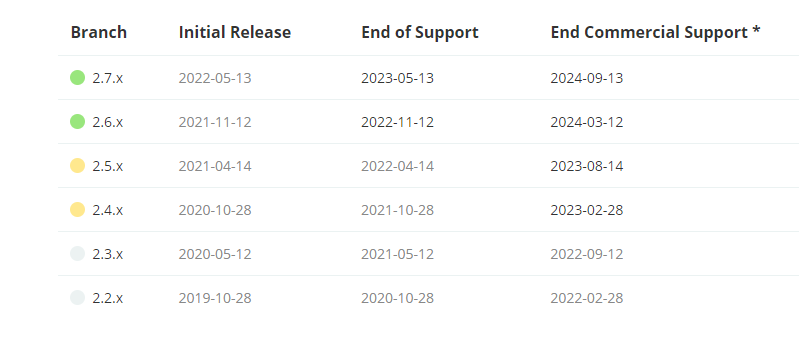 Branch Initial Release End of Support End Commercial Support *
2.7.x 2022-05-13 2023-05-13 2024-09-13
2.6.x 2021-11-12 2022-11-12 2024-03-12
2.5.x 2021-04-14 2022-04-14 2023-08-14
2.4.x 2020-10-28 2021-10-28 2023-02-28
2.3.x 2020-05-12 2021-05-12 2022-09-12
2.2.x 2019-10-28 2020-10-28 2022-02-28